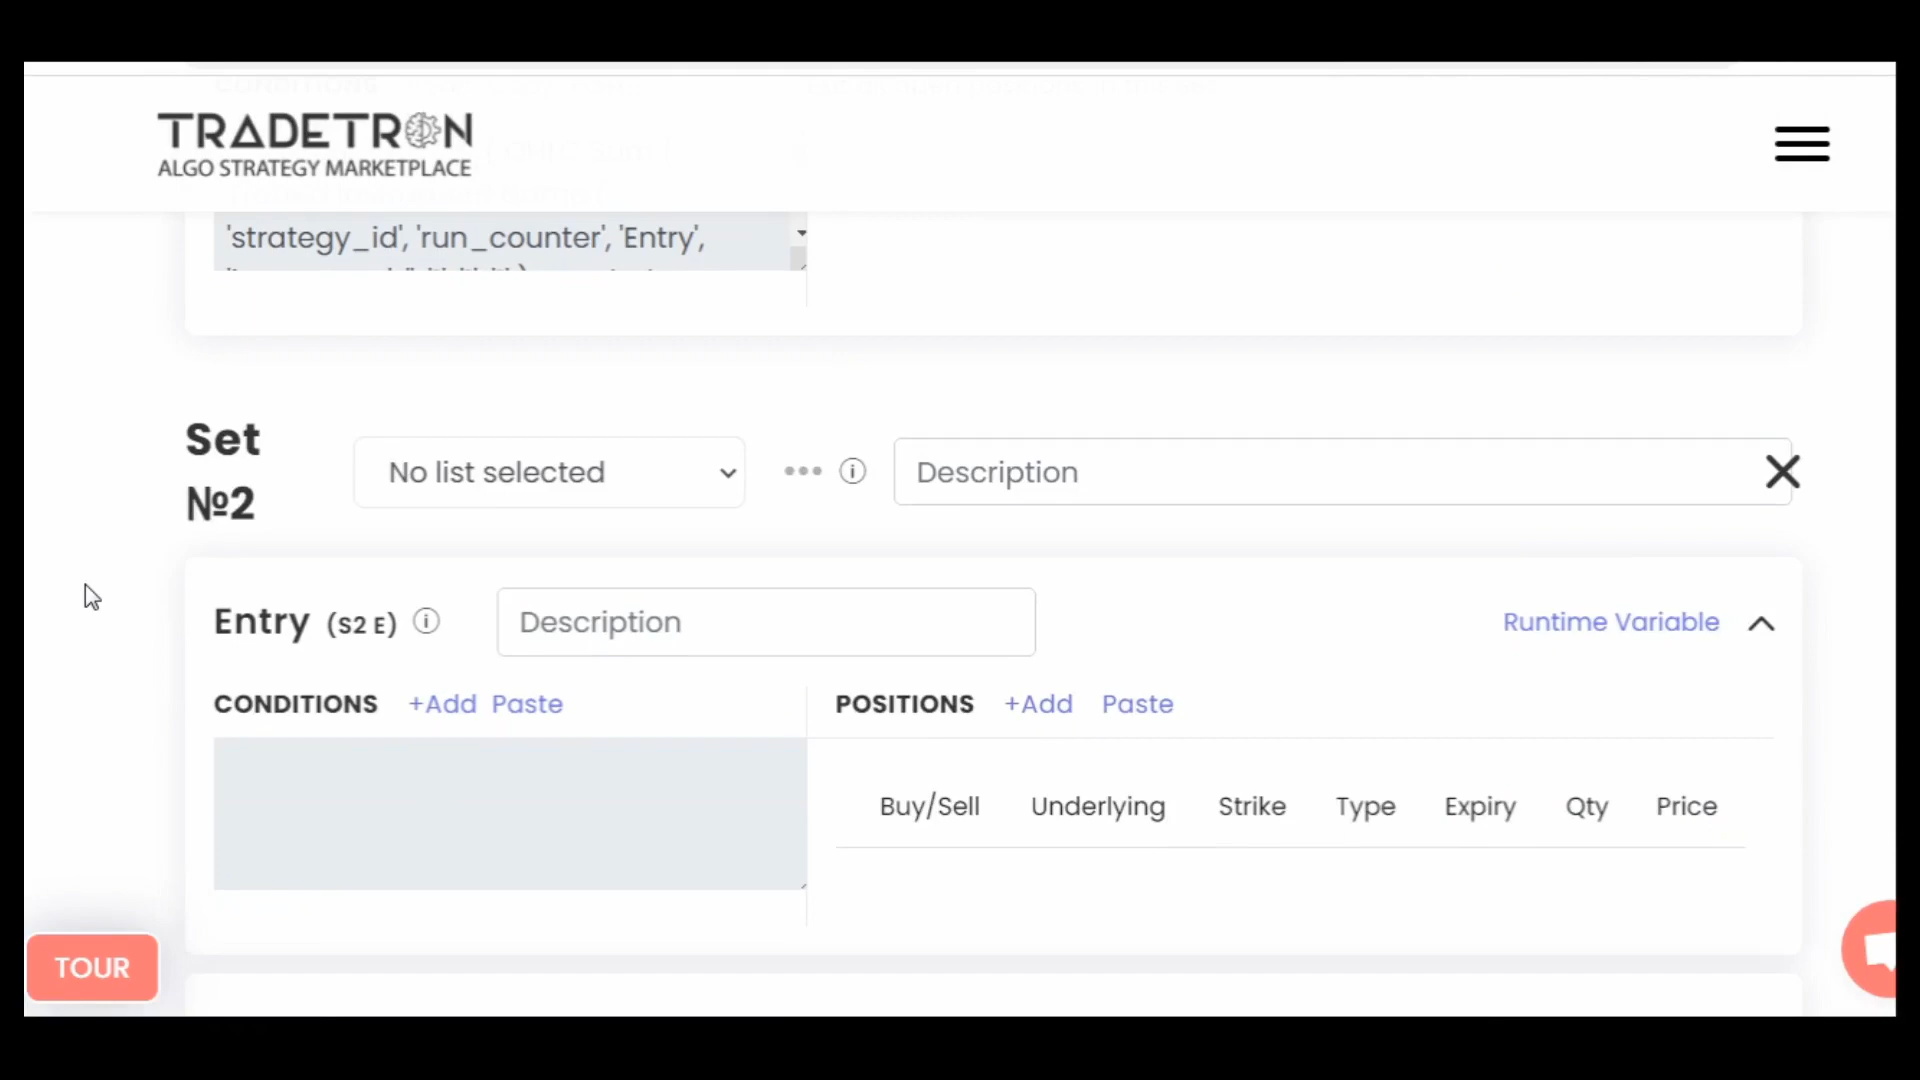 TRADETRON
ALGO STRATEGY MARKETPLACE
'strategy_id', 'run_counter', 'Entry',
Set
№2
No list selected
Description
Entry (S2 E)
Description
Runtime Variable
CONDITIONS +Add Paste
POSITIONS +Add Paste
Buy/Sell Underlying Strike Type Expiry Qty Price
TOUR